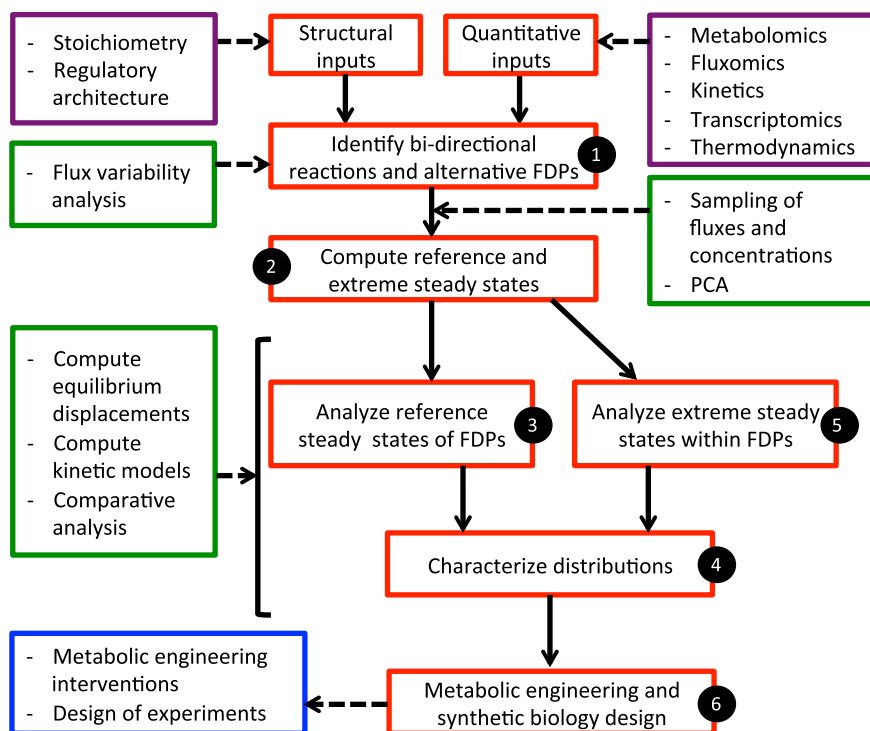 - Stoichiometry
- Regulatory
architecture
Structural
inputs
Quantitative
inputs
- Metabolomics
- Fluxomics
- Kinetics
- Transcriptomics
- Thermodynamics
- Flux variability
analysis
Identify bi-directional
reactions and alternative FDPs
1
- Sampling of
fluxes and
concentrations
- PCA
2
Compute reference and
extreme steady states
- Compute
equilibrium
displacements
- Compute
kinetic models
- Comparative
analysis
Analyze reference
steady states of FDPs
3
Analyze extreme steady
states within FDPs
5
Characterize distributions
4
- Metabolic engineering
interventions
- Design of experiments
Metabolic engineering and
synthetic biology design
6